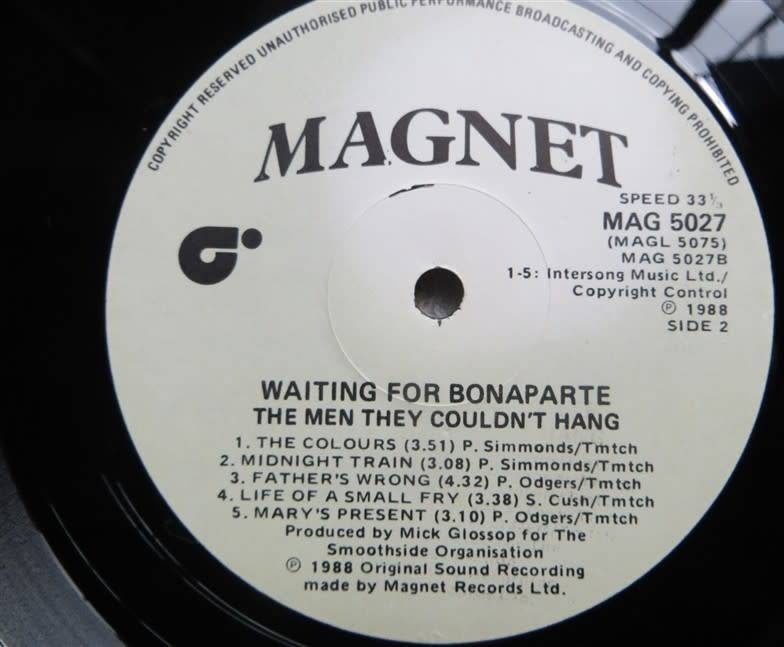 COPYRIGHT RESERVED UNAUTHORISED PUBLIC PERFORMANCE BROADCASTING AND COPYING PROHIBITED
MAGNET
SPEED 33⅓
MAG 5027
(MAGL 5075)
MAG 5027B
1-5: Intersong Music Ltd./
Copyright Control
℗ 1988
SIDE 2
WAITING FOR BONAPARTE
THE MEN THEY COULDN'T HANG
1. THE COLOURS (3.51) P. Simmonds/Tmtch
2. MIDNIGHT TRAIN (3.08) P. Simmonds/Tmtch
3. FATHER'S WRONG (4.32) P. Odgers/Tmtch
4. LIFE OF A SMALL FRY (3.38) S. Cush/Tmtch
5. MARY'S PRESENT (3.10) P. Odgers/Tmtch
Produced by Mick Glossop for The
Smoothside Organisation
℗ 1988 Original Sound Recording
made by Magnet Records Ltd.